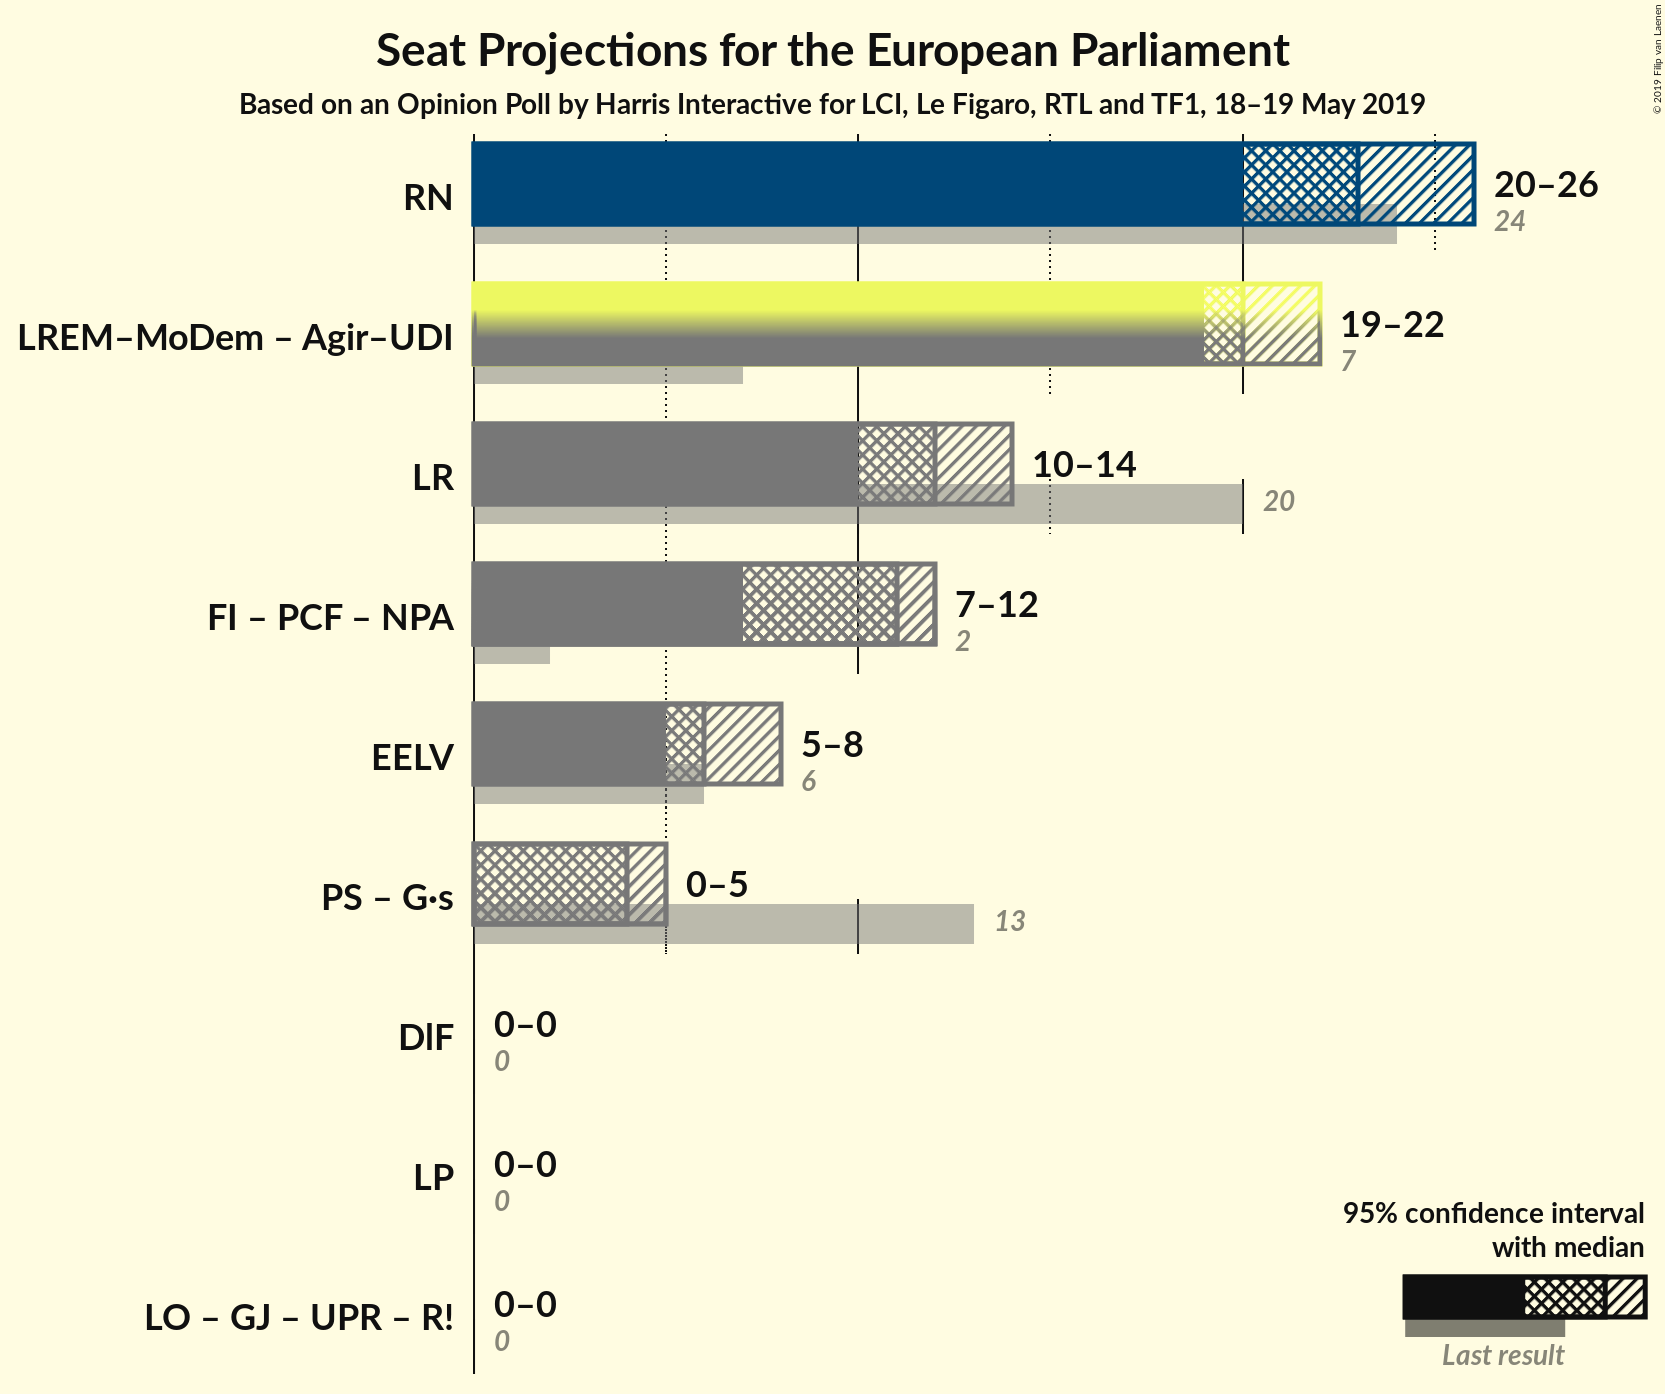 Seat Projections for the European Parliament
Based on an Opinion Poll by Harris Interactive for LCI, Le Figaro, RTL and TF1, 18–19 May 2019
© 2019 Filip van Laenen
RN
20–26
24
LREM–MoDem – Agir–UDI
19–22
7
LR
10–14
20
FI – PCF – NPA
7–12
2
EELV
5–8
6
PS – G·s
0–5
13
DlF
0–0
0
LP
0–0
0
LO – GJ – UPR – R!
0–0
0
95% confidence interval
with median
Last result